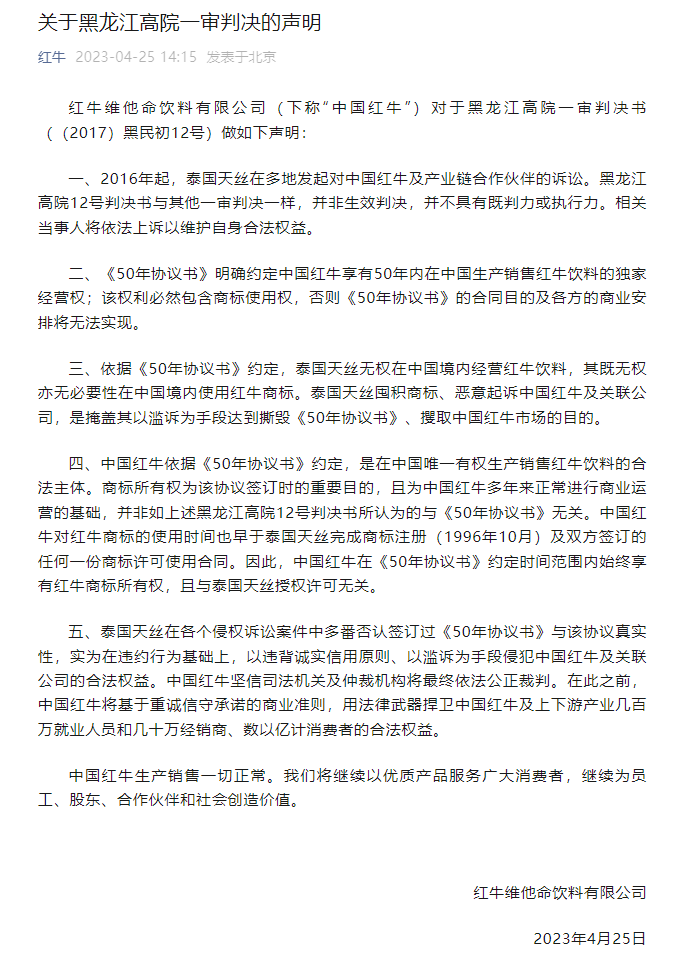 关于黑龙江高院一审判决的声明
红牛 2023-04-25 14:15 发表于北京
红牛维他命饮料有限公司（下称“中国红牛”）对于黑龙江高院一审判决书
（（2017）黑民初12号）做如下声明：
一、2016年起，泰国天丝在多地发起对中国红牛及产业链合作伙伴的诉讼。黑龙江
高院12号判决书与其他一审判决一样，并非生效判决，并不具有既判力或执行力。相关
当事人将依法上诉以维护自身合法权益。
二、《50年协议书》明确约定中国红牛享有50年内在中国生产销售红牛饮料的独家
经营权；该权利必然包含商标使用权，否则《50年协议书》的合同目的及各方的商业安
排将无法实现。
三、依据《50年协议书》约定，泰国天丝无权在中国境内经营红牛饮料，其既无权
亦无必要性在中国境内使用红牛商标。泰国天丝囤积商标、恶意起诉中国红牛及关联公
司，是掩盖其以滥诉为手段达到撕毁《50年协议书》、攫取中国红牛市场的目的。
四、中国红牛依据《50年协议书》约定，是在中国唯一有权生产销售红牛饮料的合
法主体。商标所有权为该协议签订时的重要目的，且为中国红牛多年来正常进行商业运
营的基础，并非如上述黑龙江高院12号判决书所认为的与《50年协议书》无关。中国红
牛对红牛商标的使用时间也早于泰国天丝完成商标注册（1996年10月）及双方签订的
任何一份商标许可使用合同。因此，中国红牛在《50年协议书》约定时间范围内始终享
有红牛商标所有权，且与泰国天丝授权许可无关。
五、泰国天丝在各个侵权诉讼案件中多番否认签订过《50年协议书》与该协议真实
性，实为在违约行为基础上，以违背诚实信用原则、以滥诉为手段侵犯中国红牛及关联
公司的合法权益。中国红牛坚信司法机关及仲裁机构将最终依法公正裁判。在此之前，
中国红牛将基于重诚信守承诺的商业准则，用法律武器捍卫中国红牛及上下游产业几百
万就业人员和几十万经销商、数以亿计消费者的合法权益。
中国红牛生产销售一切正常。我们将继续以优质产品服务广大消费者，继续为员
工、股东、合作伙伴和社会创造价值。
红牛维他命饮料有限公司
2023年4月25日